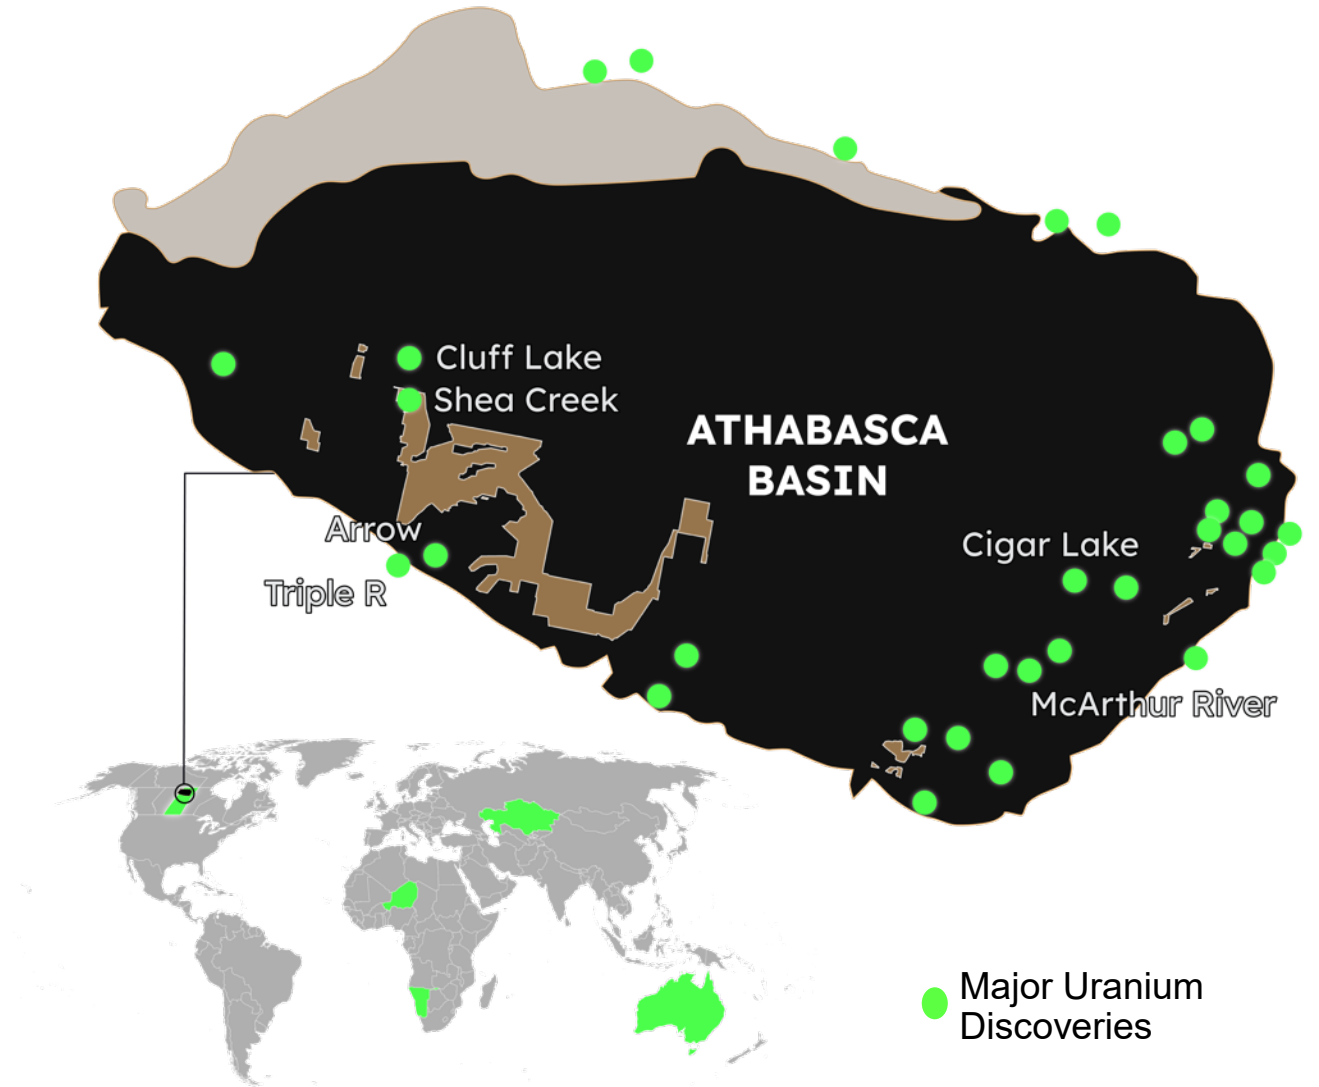 Cluff Lake
Shea Creek
ATHABASCA
BASIN
Arrow
Triple R
Cigar Lake
McArthur River
Major Uranium
Discoveries